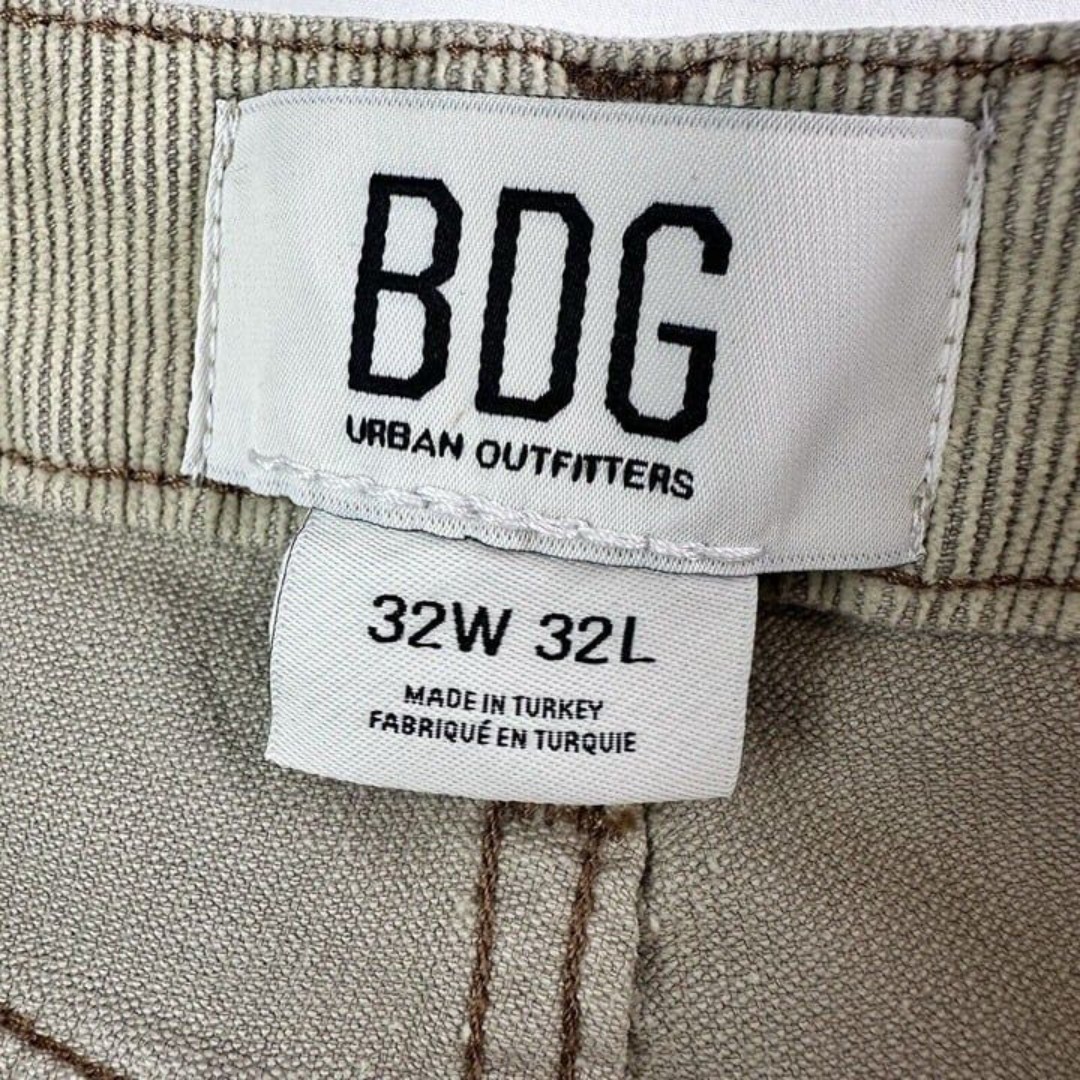 BDG
URBAN OUTFITTERS
32W 32L
MADE IN TURKEY
FABRIQUÉ EN TURQUIE